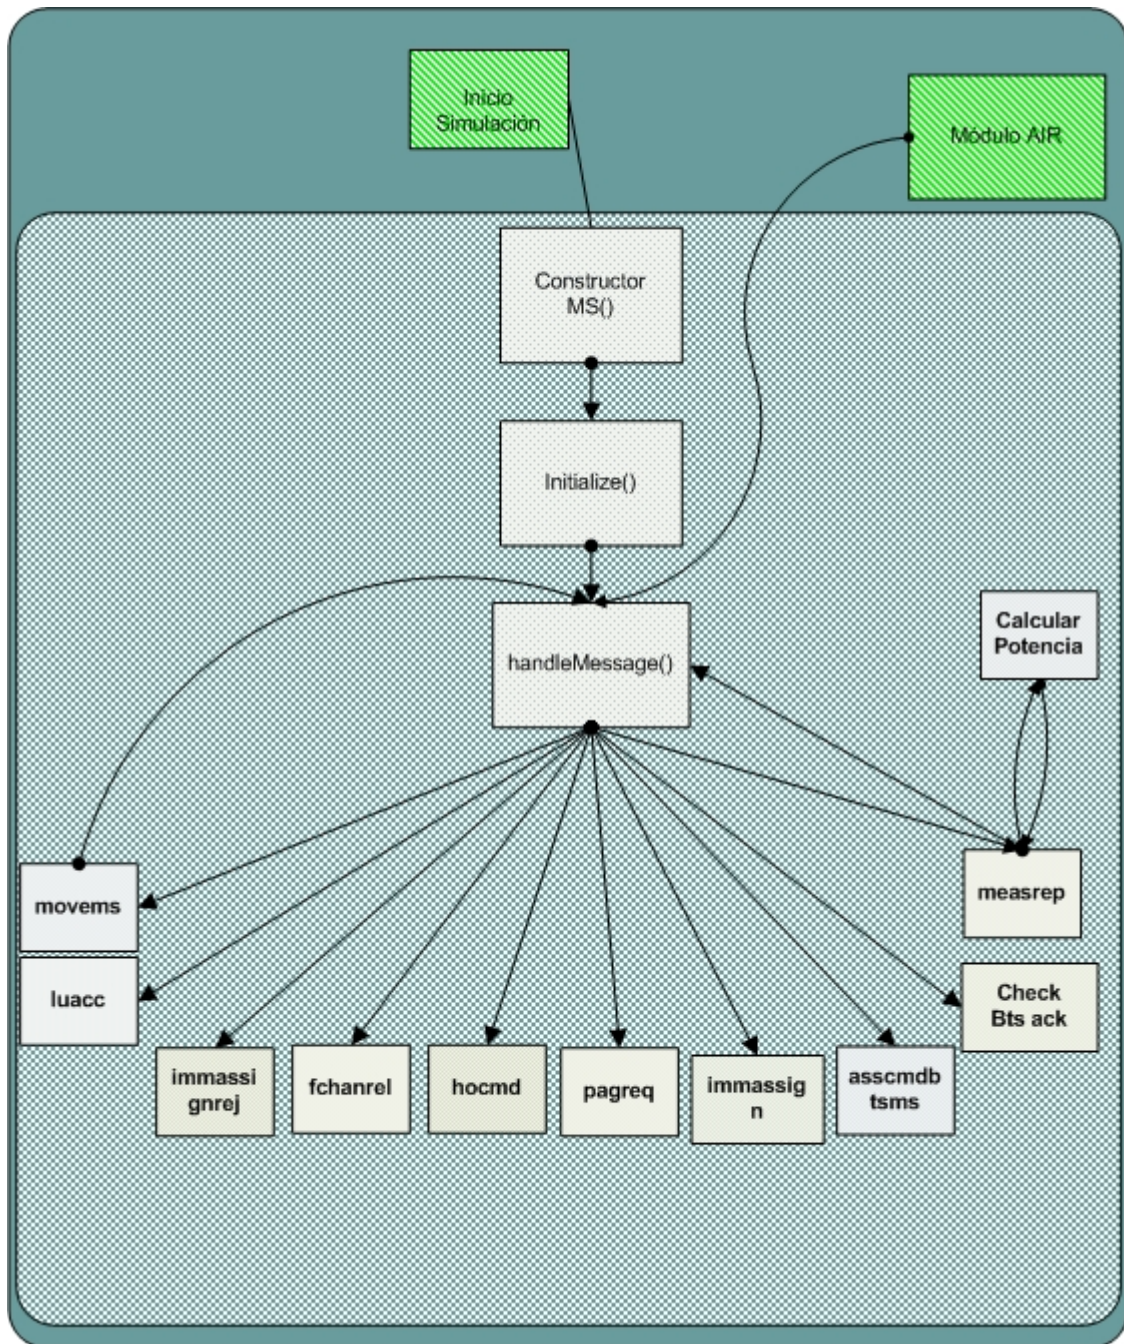 Inicio
Simulación
Módulo AIR
Constructor
MS()
Initialize()
handleMessage()
Calcular
Potencia
movems
measrep
luacc
Check
Bts ack
immassi
gnrej
fchanrel
hocmd
pagreq
immassig
n
asscmdb
tsms